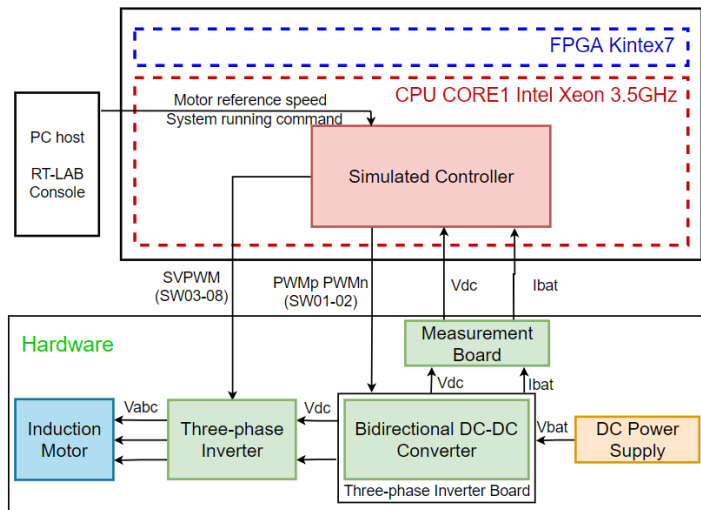 FPGA Kintex7
CPU CORE1 Intel Xeon 3.5GHz
Motor reference speed
System running command
PC host
RT-LAB
Console
Simulated Controller
SVPWM
(SW03-08)
PWMp PWMn
(SW01-02)
Vdc
Ibat
Hardware
Measurement
Board
Vdc
Ibat
Vabc
Vdc
Vbat
Induction
Motor
Three-phase
Inverter
Bidirectional DC-DC
Converter
DC Power
Supply
Three-phase Inverter Board